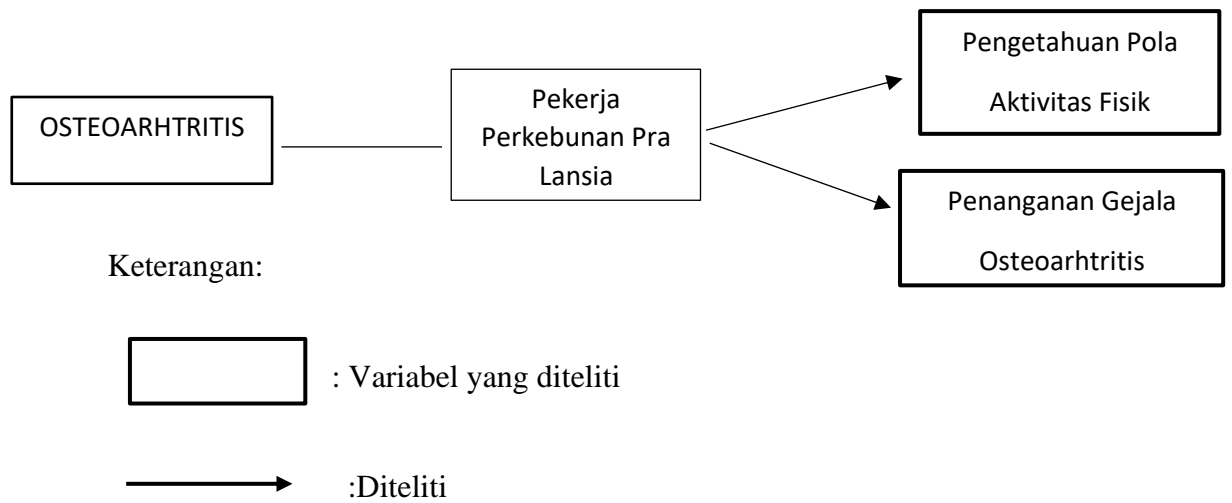 OSTEOARHTRITIS
Pekerja
Perkebunan Pra
Lansia
Pengetahuan Pola
Aktivitas Fisik
Penanganan Gejala
Osteoarhtritis
Keterangan:
: Variabel yang diteliti
:Diteliti